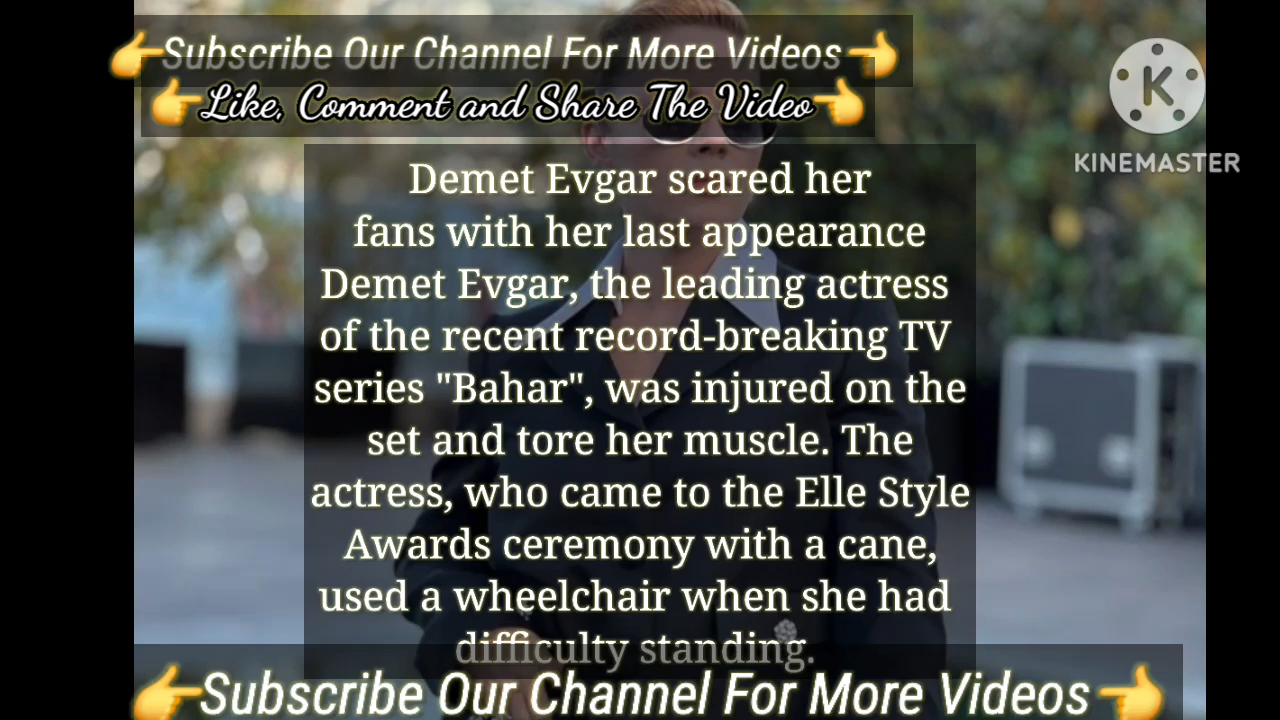 👉Subscribe Our Channel For More Videos👈
👉Like, Comment and Share The Video👈
K
KINEMASTER
Demet Evgar scared her
fans with her last appearance
Demet Evgar, the leading actress
of the recent record-breaking TV
series "Bahar", was injured on the
set and tore her muscle. The
actress, who came to the Elle Style
Awards ceremony with a cane,
used a wheelchair when she had
difficulty standing.
👉Subscribe Our Channel For More Videos👈